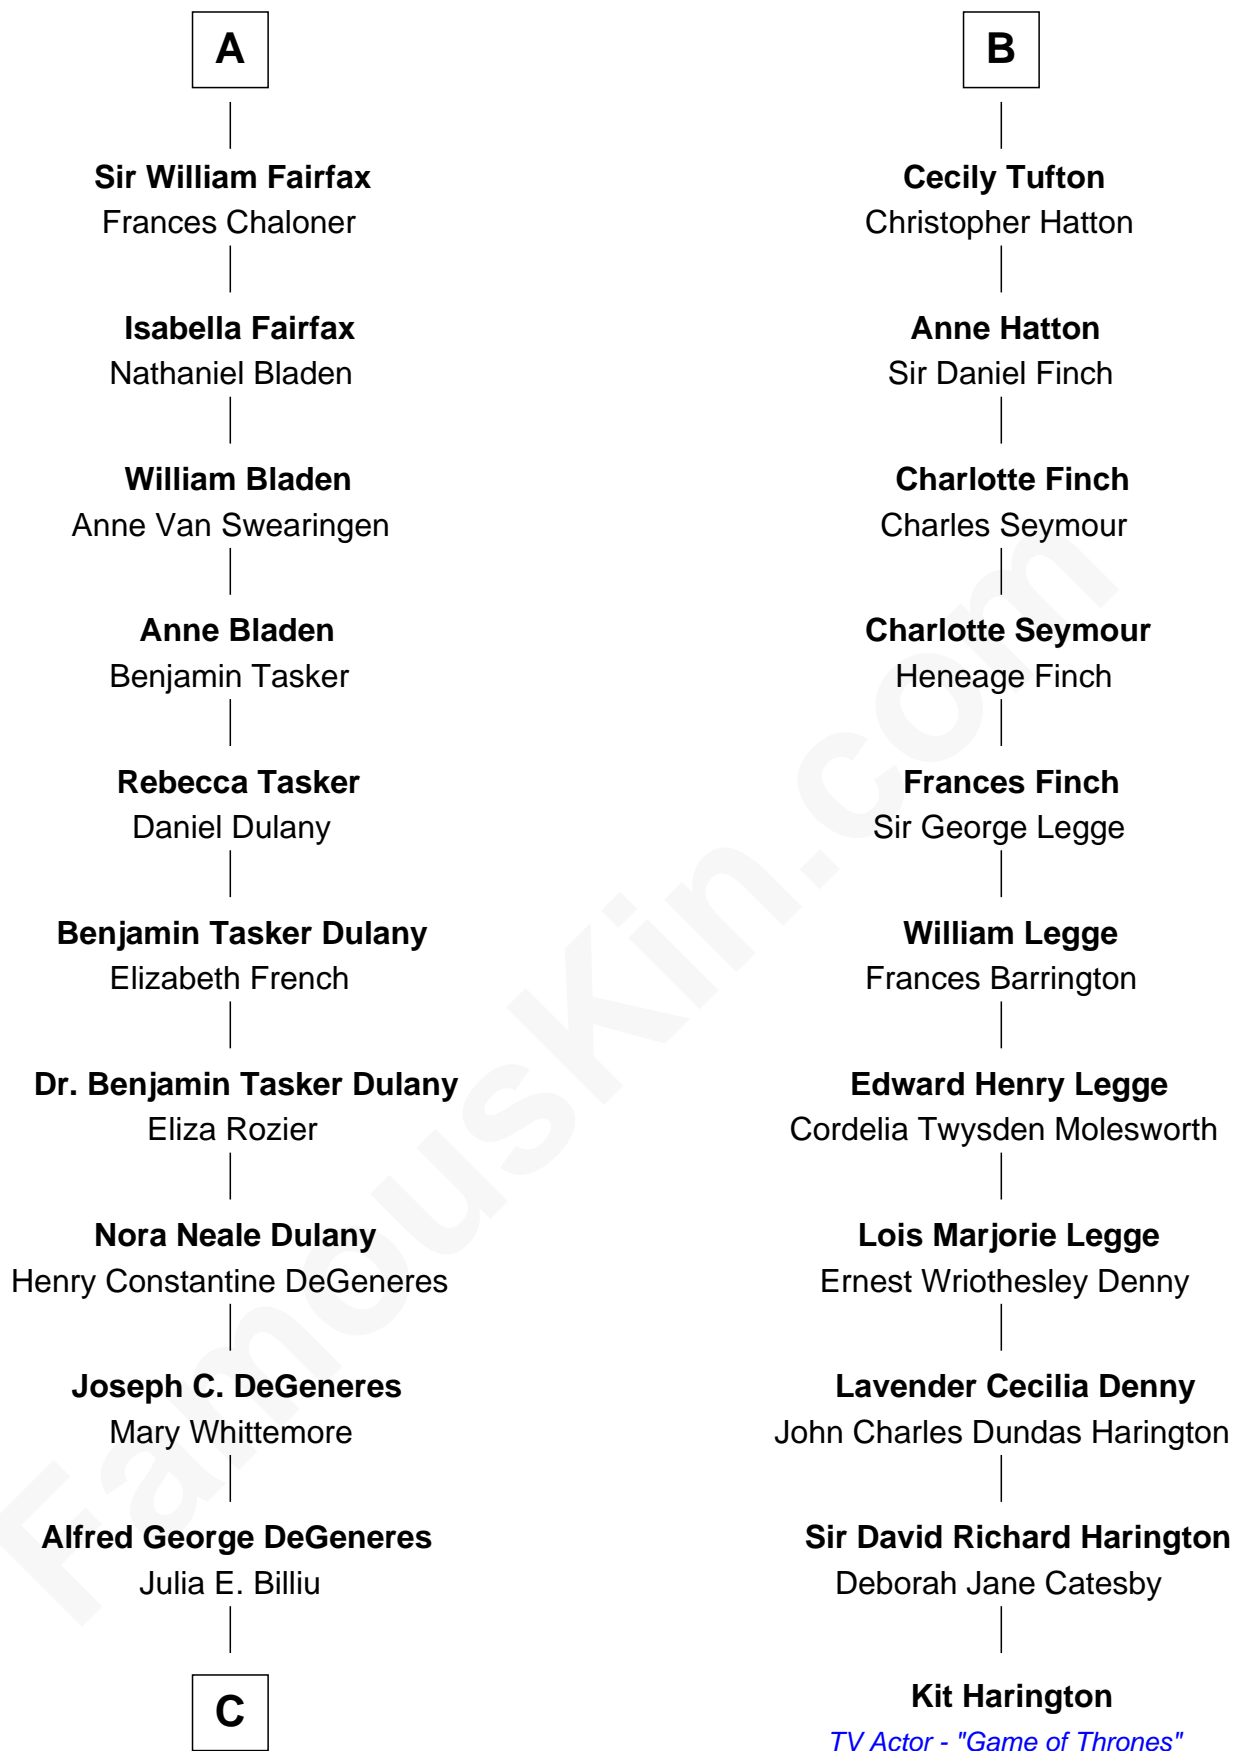 A
Sir William Fairfax
Frances Chaloner
Isabella Fairfax
Nathaniel Bladen
William Bladen
Anne Van Swearingen
Anne Bladen
Benjamin Tasker
Rebecca Tasker
Daniel Dulany
Benjamin Tasker Dulany
Elizabeth French
Dr. Benjamin Tasker Dulany
Eliza Rozier
Nora Neale Dulany
Henry Constantine DeGeneres
Joseph C. DeGeneres
Mary Whittemore
Alfred George DeGeneres
Julia E. Billiu
C
B
Cecily Tufton
Christopher Hatton
Anne Hatton
Sir Daniel Finch
Charlotte Finch
Charles Seymour
Charlotte Seymour
Heneage Finch
Frances Finch
Sir George Legge
William Legge
Frances Barrington
Edward Henry Legge
Cordelia Twysden Molesworth
Lois Marjorie Legge
Ernest Wriothesley Denny
Lavender Cecilia Denny
John Charles Dundas Harington
Sir David Richard Harington
Deborah Jane Catesby
Kit Harington
TV Actor - "Game of Thrones"
FamousKin.com